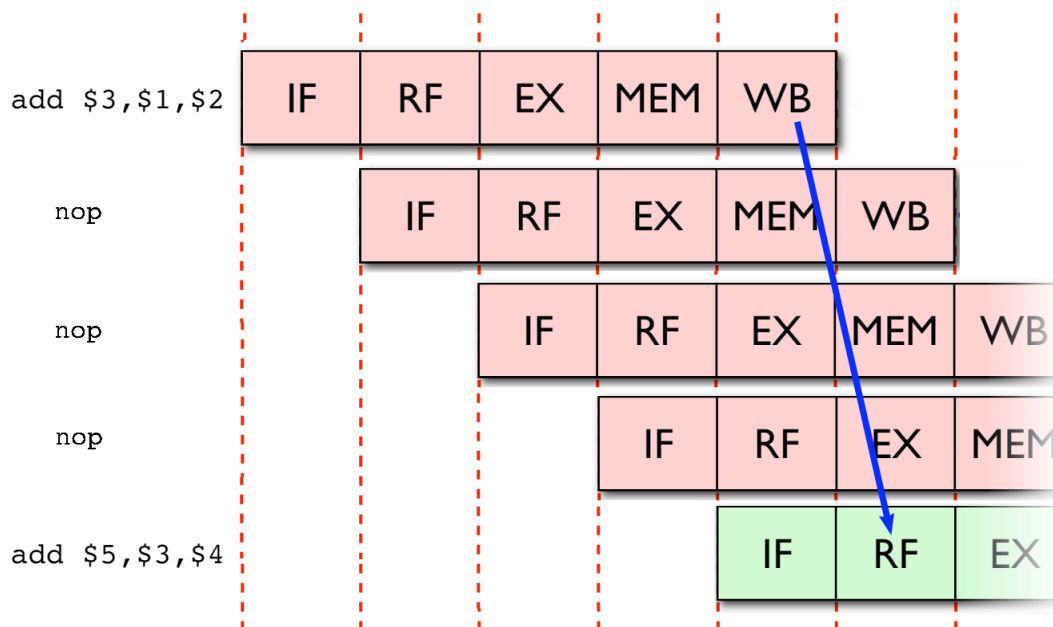 add $3,$1,$2 IF RF EX MEM WB
nop IF RF EX MEM WB
nop IF RF EX MEM WB
nop IF RF EX MEM
add $5,$3,$4 IF RF EX